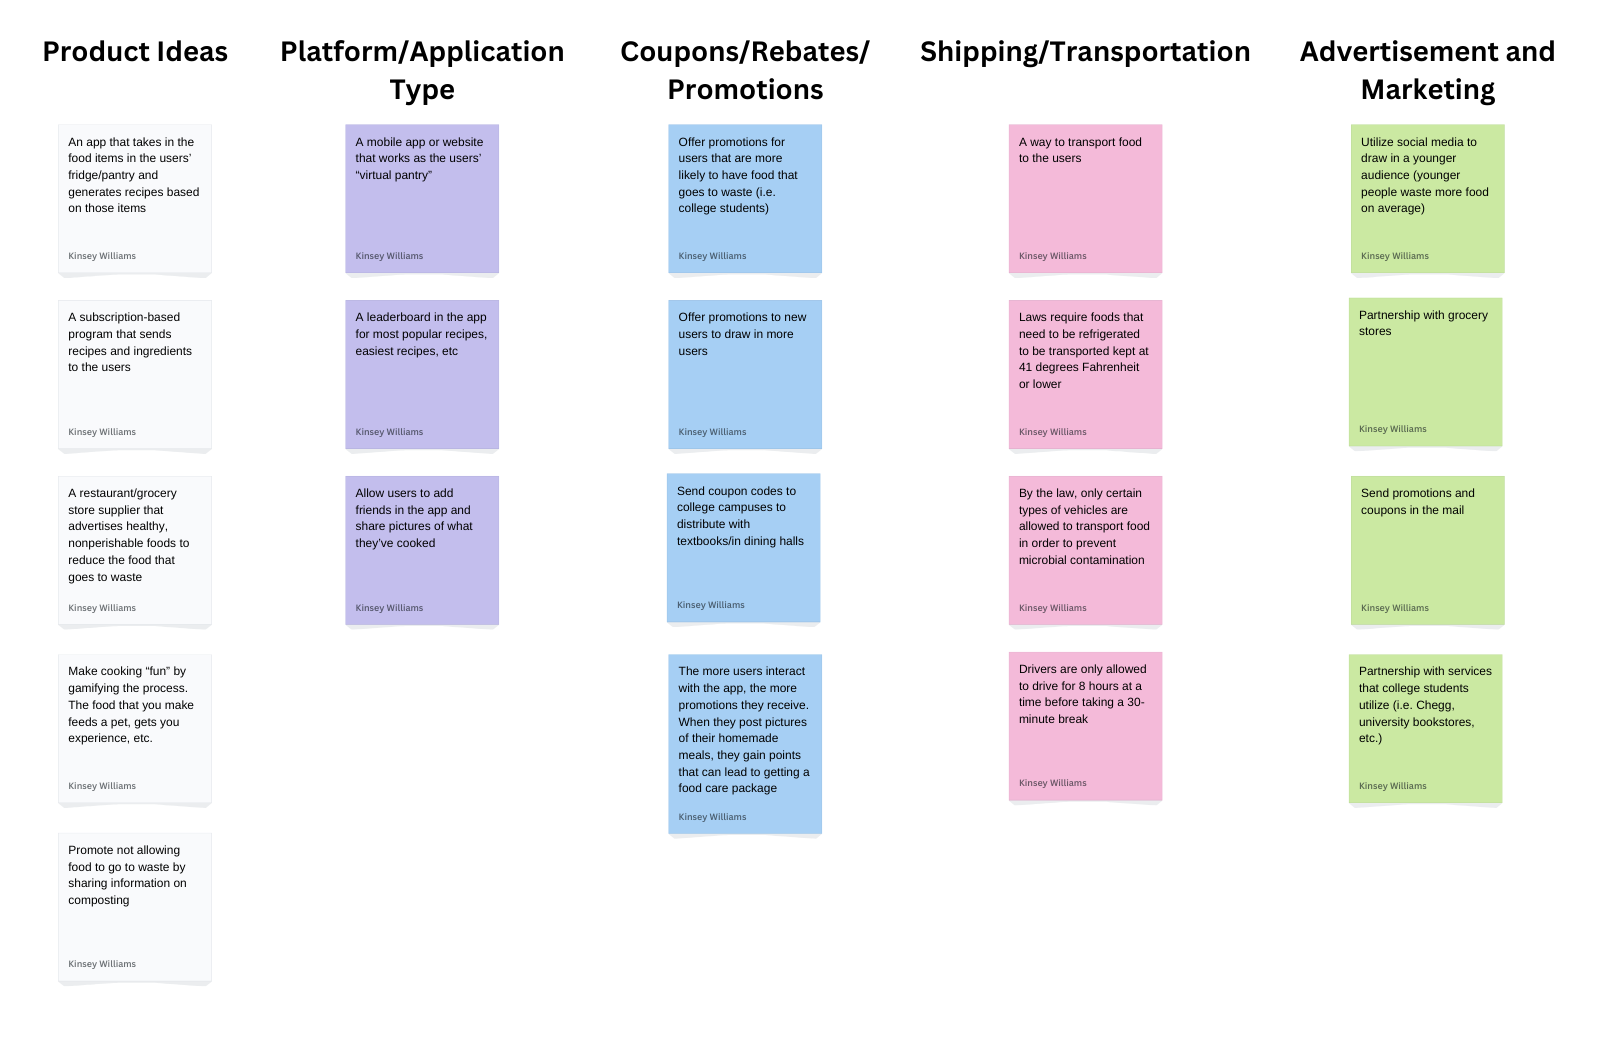 Product Ideas
An app that takes in the
food items in the users’
fridge/pantry and
generates recipes based
on those items
Kinsey Williams
A subscription-based
program that sends
recipes and ingredients
to the users
Kinsey Williams
A restaurant/grocery
store supplier that
advertises healthy,
nonperishable foods to
reduce the food that
goes to waste
Kinsey Williams
Make cooking “fun” by
gamifying the process.
The food that you make
feeds a pet, gets you
experience, etc.
Kinsey Williams
Promote not allowing
food to go to waste by
sharing information on
composting
Kinsey Williams
Platform/Application
Type
A mobile app or website
that works as the users’
“virtual pantry”
Kinsey Williams
A leaderboard in the app
for most popular recipes,
easiest recipes, etc
Kinsey Williams
Allow users to add
friends in the app and
share pictures of what
they’ve cooked
Kinsey Williams
Coupons/Rebates/
Promotions
Offer promotions for
users that are more
likely to have food that
goes to waste (i.e.
college students)
Kinsey Williams
Offer promotions to new
users to draw in more
users
Kinsey Williams
Send coupon codes to
college campuses to
distribute with
textbooks/in dining halls
Kinsey Williams
The more users interact
with the app, the more
promotions they receive.
When they post pictures
of their homemade
meals, they gain points
that can lead to getting a
food care package
Kinsey Williams
Shipping/Transportation
A way to transport food
to the users
Kinsey Williams
Laws require foods that
need to be refrigerated
to be transported kept at
41 degrees Fahrenheit
or lower
Kinsey Williams
By the law, only certain
types of vehicles are
allowed to transport food
in order to prevent
microbial contamination
Kinsey Williams
Drivers are only allowed
to drive for 8 hours at a
time before taking a 30-
minute break
Kinsey Williams
Advertisement and
Marketing
Utilize social media to
draw in a younger
audience (younger
people waste more food
on average)
Kinsey Williams
Partnership with grocery
stores
Kinsey Williams
Send promotions and
coupons in the mail
Kinsey Williams
Partnership with services
that college students
utilize (i.e. Chegg,
university bookstores,
etc.)
Kinsey Williams